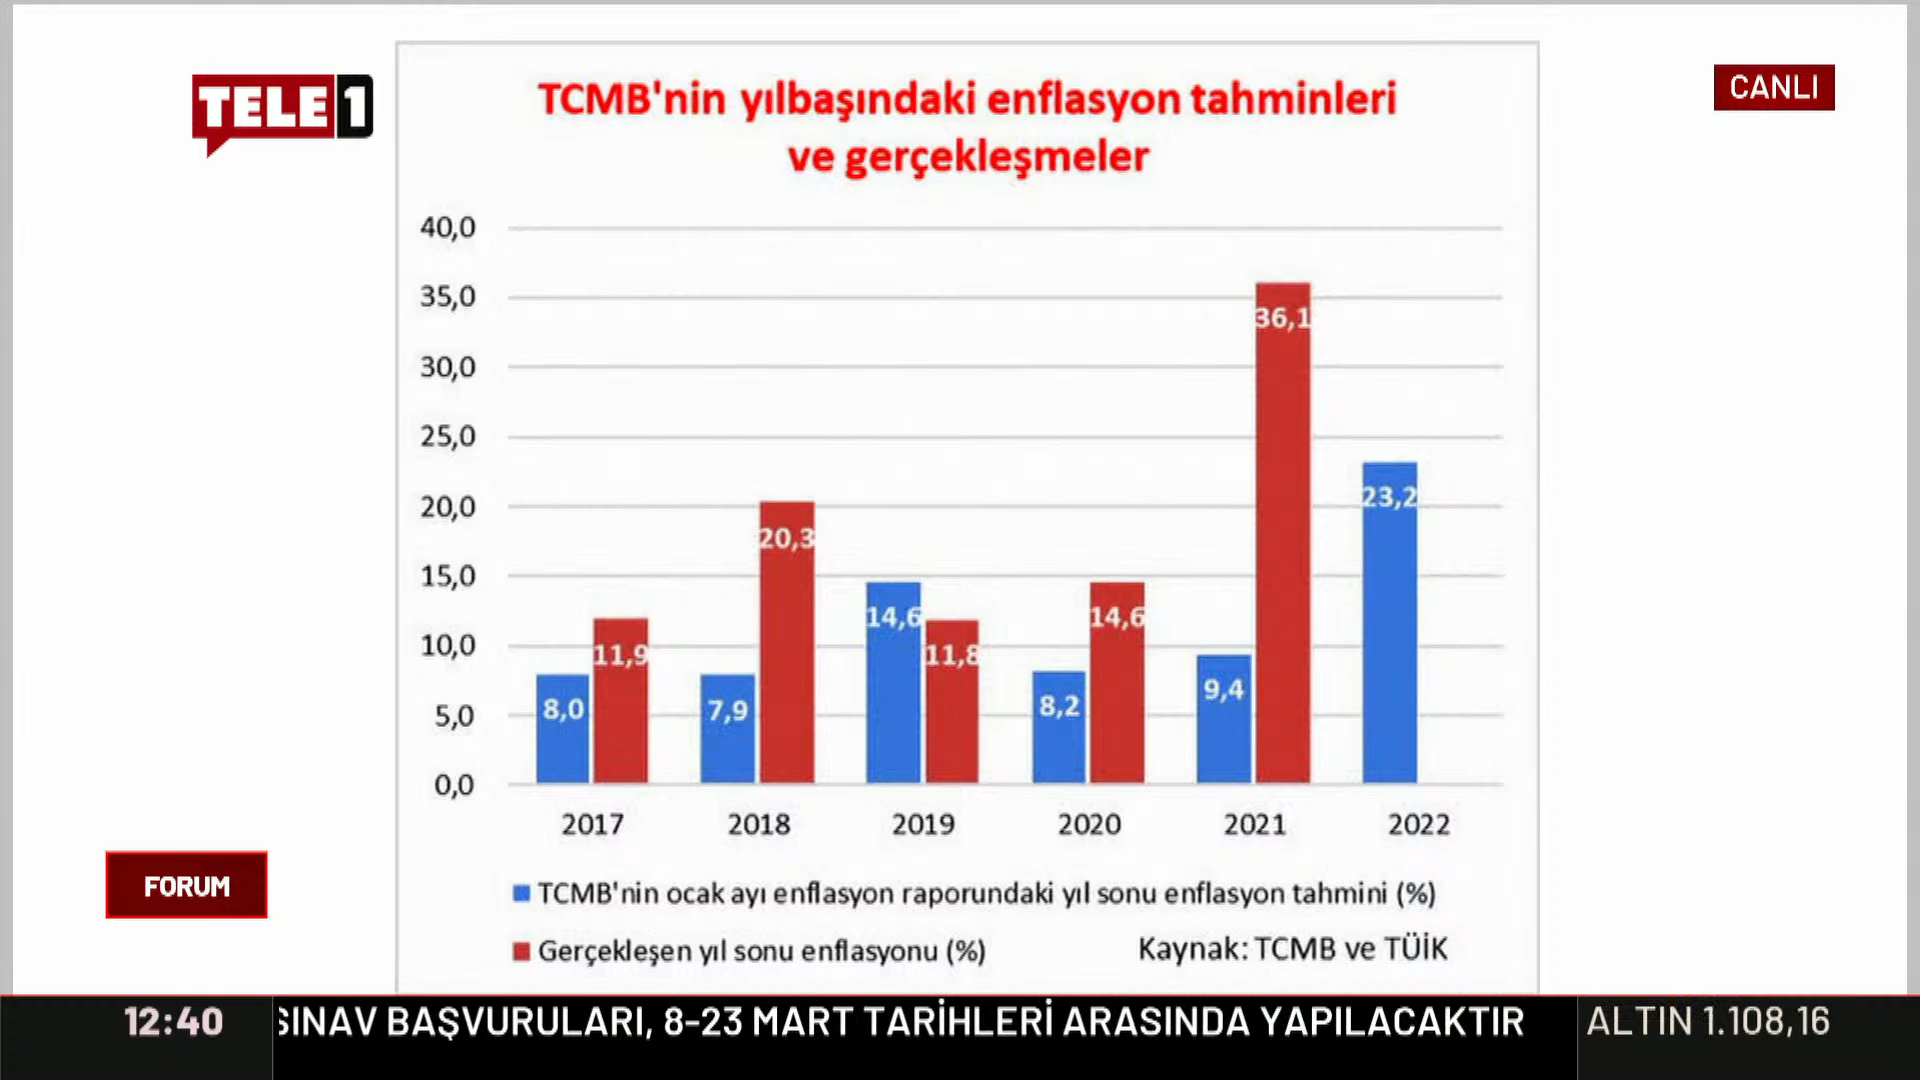 TELE1
CANLI
TCMB'nin yılbaşındaki enflasyon tahminleri
ve gerçekleşmeler
40,0
35,0
30,0
25,0
20,0
15,0
10,0
5,0
0,0
8,0
11,9
7,9
20,3
14,6
11,8
8,2
14,6
9,4
36,1
23,2
2017 2018 2019 2020 2021 2022
TCMB'nin ocak ayı enflasyon raporundaki yıl sonu enflasyon tahmini (%)
Gerçekleşen yıl sonu enflasyonu (%)
Kaynak: TCMB ve TÜİK
FORUM
12:40
SINAV BAŞVURULARI, 8-23 MART TARİHLERİ ARASINDA YAPILACAKTIR
ALTIN 1.108,16